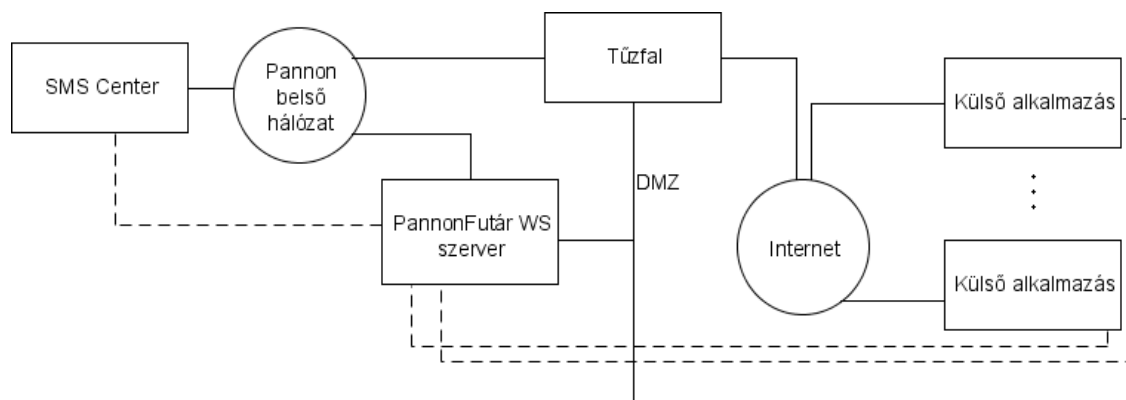 SMS Center
Pannon
belső
hálózat
Tűzfal
Külső alkalmazás
DMZ
PannonFutár WS
szerver
Internet
Külső alkalmazás